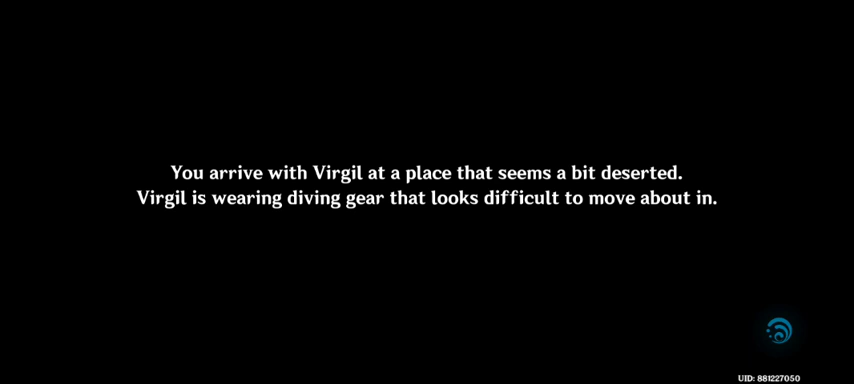 You arrive with Virgil at a place that seems a bit deserted.
Virgil is wearing diving gear that looks difficult to move about in.
UID: 881227050